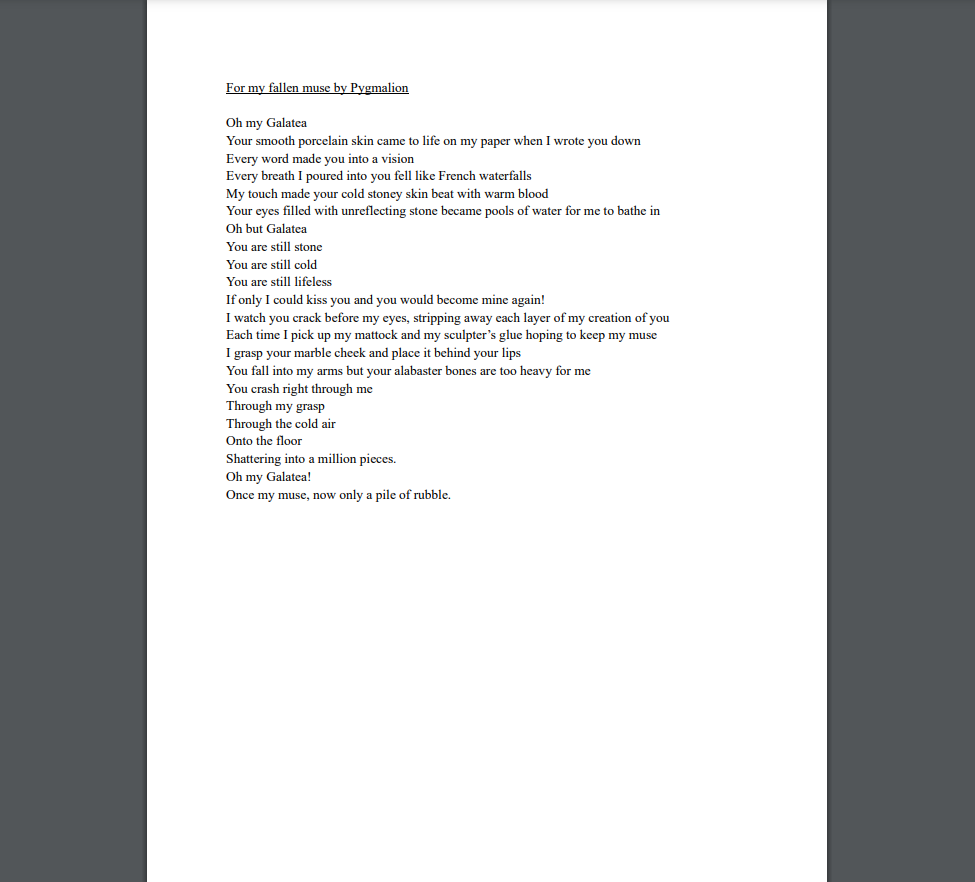 For my fallen muse by Pygmalion
Oh my Galatea
Your smooth porcelain skin came to life on my paper when I wrote you down
Every word made you into a vision
Every breath I poured into you fell like French waterfalls
My touch made your cold stoney skin beat with warm blood
Your eyes filled with unreflecting stone became pools of water for me to bathe in
Oh but Galatea
You are still stone
You are still cold
You are still lifeless
If only I could kiss you and you would become mine again!
I watch you crack before my eyes, stripping away each layer of my creation of you
Each time I pick up my mattock and my sculpter’s glue hoping to keep my muse
I grasp your marble cheek and place it behind your lips
You fall into my arms but your alabaster bones are too heavy for me
You crash right through me
Through my grasp
Through the cold air
Onto the floor
Shattering into a million pieces.
Oh my Galatea!
Once my muse, now only a pile of rubble.